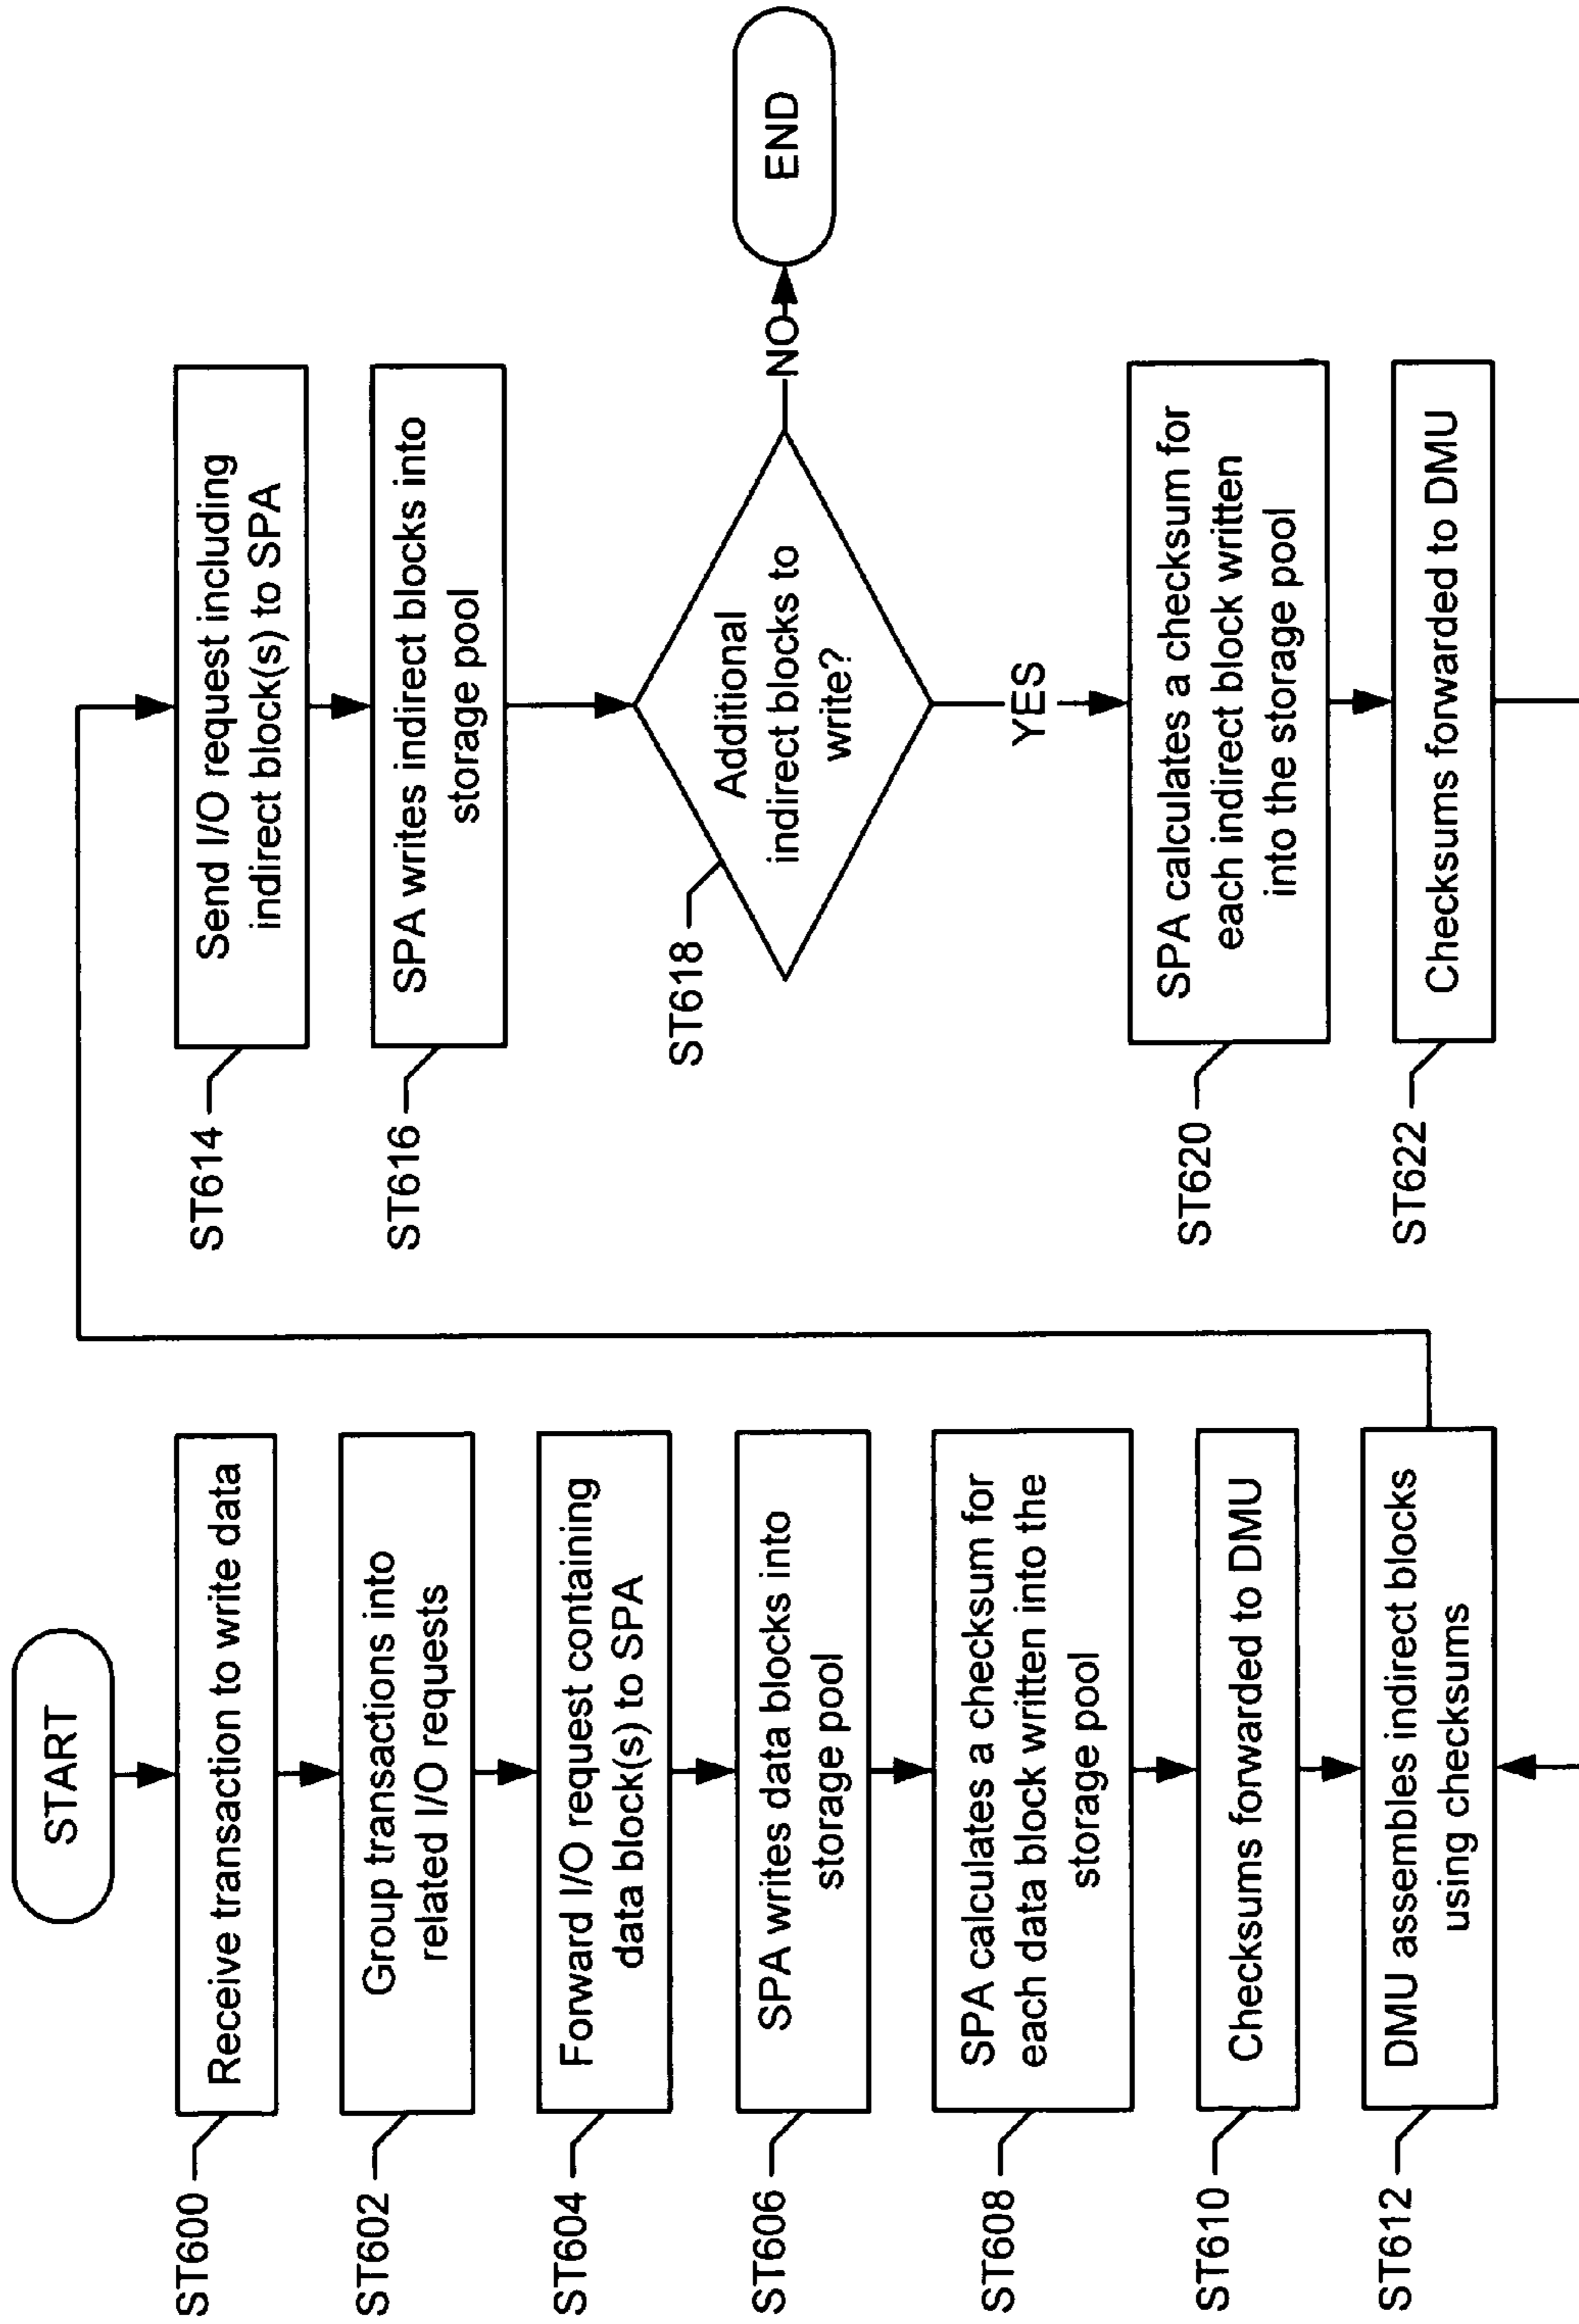 START
ST600
Receive transaction to write data
ST602
Group transactions into
related I/O requests
ST604
Forward I/O request containing
data block(s) to SPA
ST606
SPA writes data blocks into
storage pool
ST608
SPA calculates a checksum for
each data block written into the
storage pool
ST610
Checksums forwarded to DMU
ST612
DMU assembles indirect blocks
using checksums
ST614
Send I/O request including
indirect block(s) to SPA
ST616
SPA writes indirect blocks into
storage pool
ST618
Additional
indirect blocks to
write?
NO
END
YES
ST620
SPA calculates a checksum for
each indirect block written
into the storage pool
ST622
Checksums forwarded to DMU